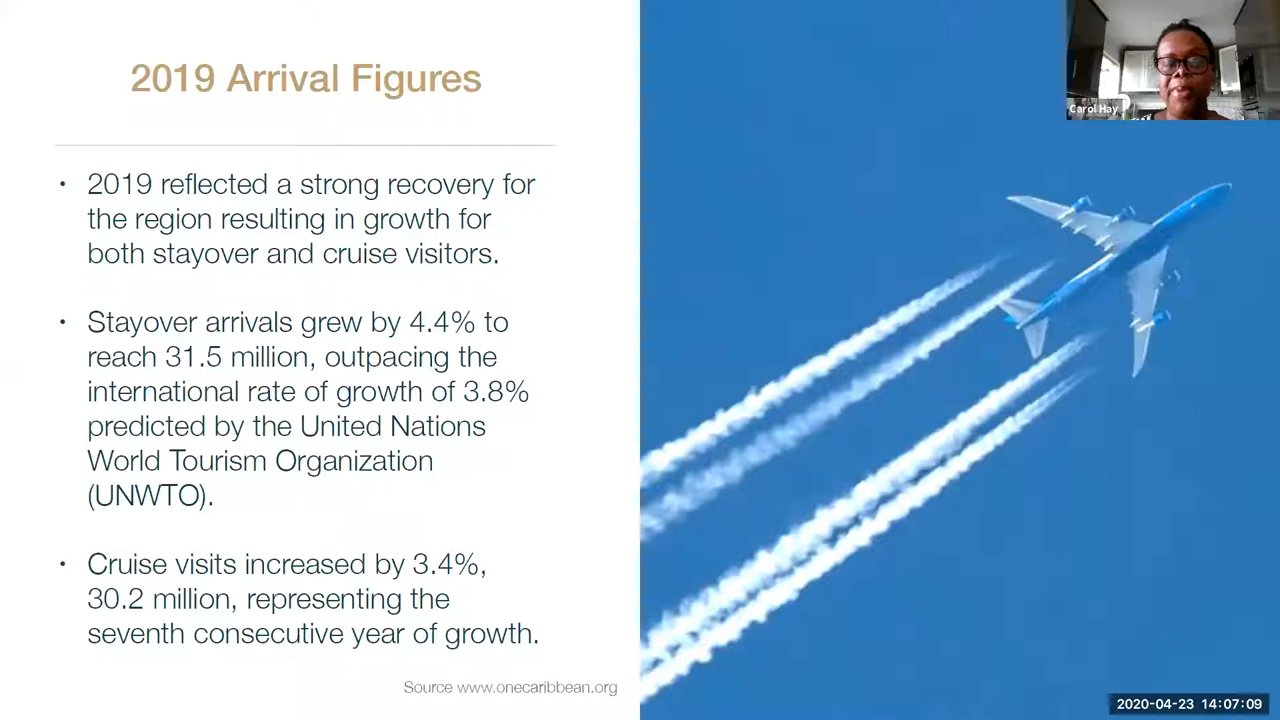 2019 Arrival Figures
• 2019 reflected a strong recovery for
the region resulting in growth for
both stayover and cruise visitors.
• Stayover arrivals grew by 4.4% to
reach 31.5 million, outpacing the
international rate of growth of 3.8%
predicted by the United Nations
World Tourism Organization
(UNWTO).
• Cruise visits increased by 3.4%,
30.2 million, representing the
seventh consecutive year of growth.
Source www.onecaribbean.org
Carol Hay
2020-04-23 14:07:09